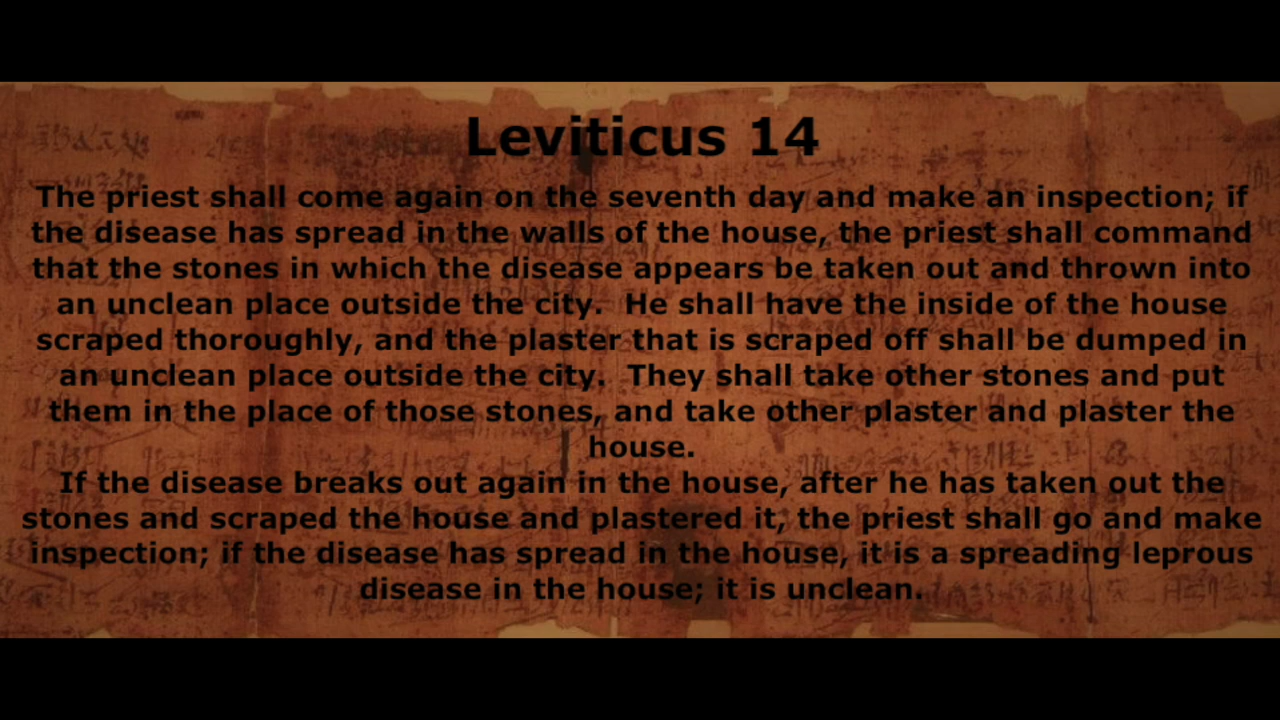 Leviticus 14
The priest shall come again on the seventh day and make an inspection; if
the disease has spread in the walls of the house, the priest shall command
that the stones in which the disease appears be taken out and thrown into
an unclean place outside the city.  He shall have the inside of the house
scraped thoroughly, and the plaster that is scraped off shall be dumped in
an unclean place outside the city.  They shall take other stones and put
them in the place of those stones, and take other plaster and plaster the
house.
If the disease breaks out again in the house, after he has taken out the
stones and scraped the house and plastered it, the priest shall go and make
inspection; if the disease has spread in the house, it is a spreading leprous
disease in the house; it is unclean.